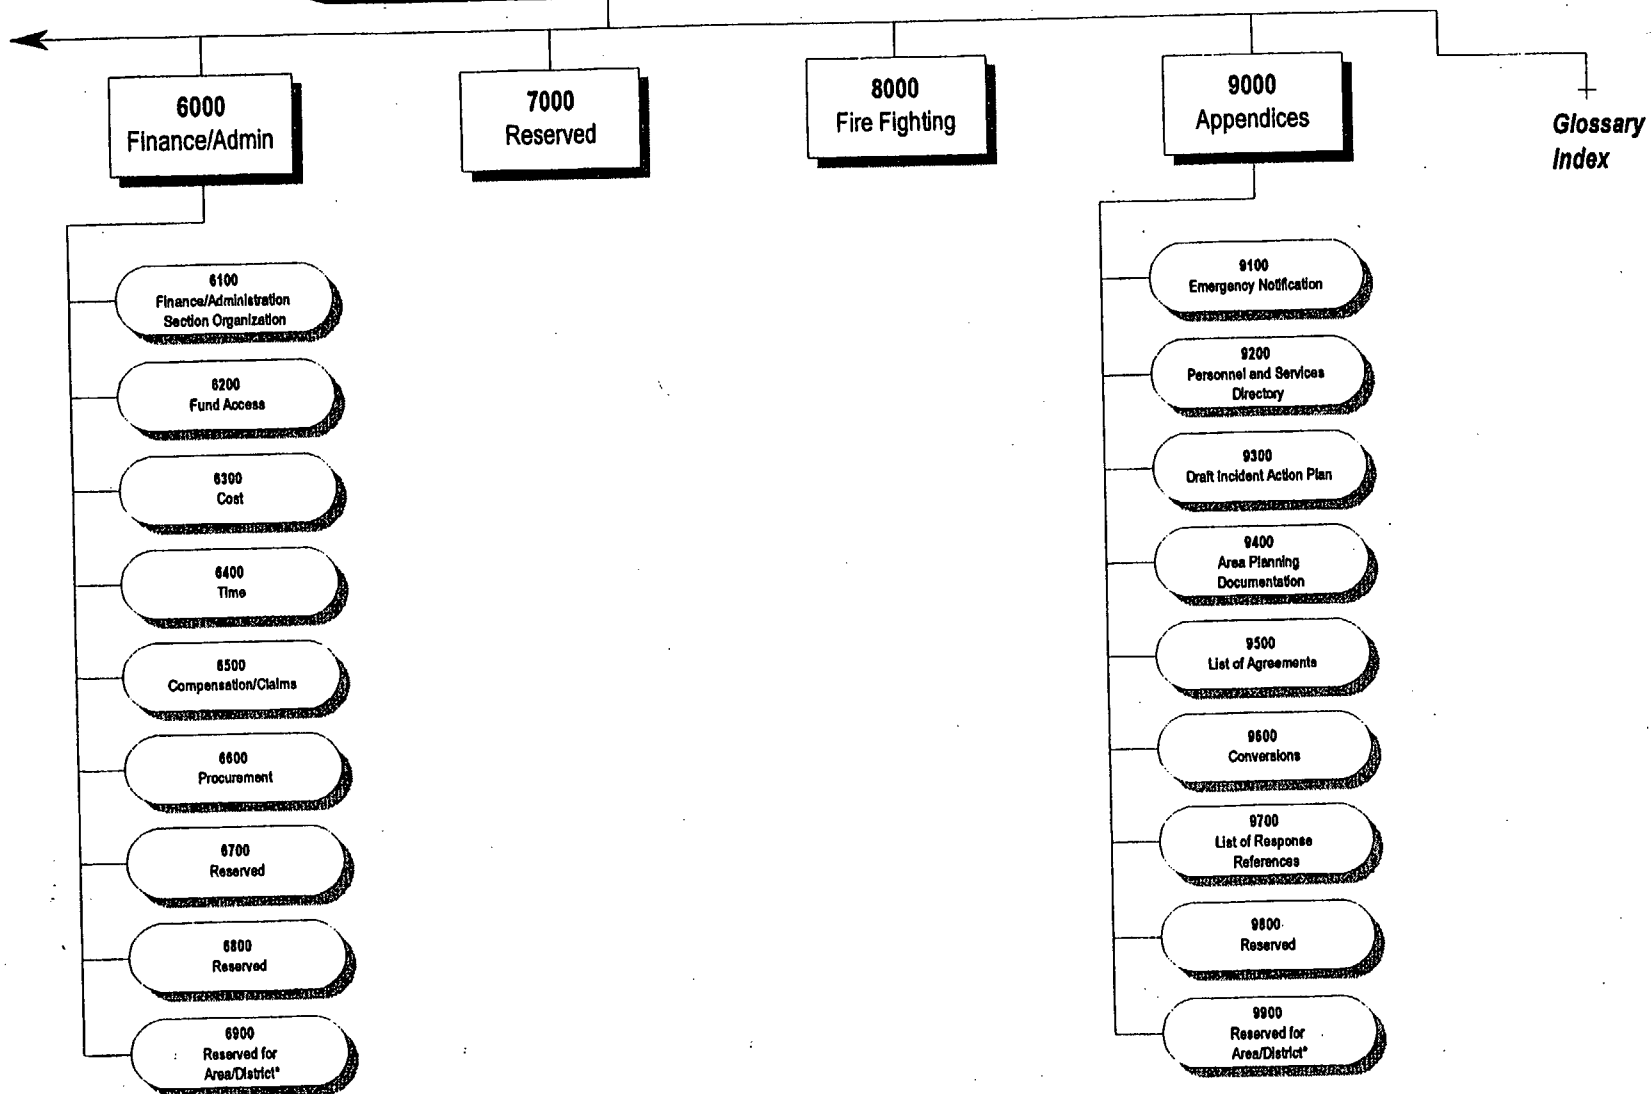 6000
Finance/Admin
7000
Reserved
8000
Fire Fighting
9000
Appendices
Glossary
Index
6100
Finance/Administration
Section Organization
6200
Fund Access
6300
Cost
6400
Time
6500
Compensation/Claims
6600
Procurement
6700
Reserved
6800
Reserved
6900
Reserved for
Area/District*
9100
Emergency Notification
9200
Personnel and Services
Directory
9300
Draft Incident Action Plan
9400
Area Planning
Documentation
9500
List of Agreements
9600
Conversions
9700
List of Response
References
9800
Reserved
9900
Reserved for
Area/District*